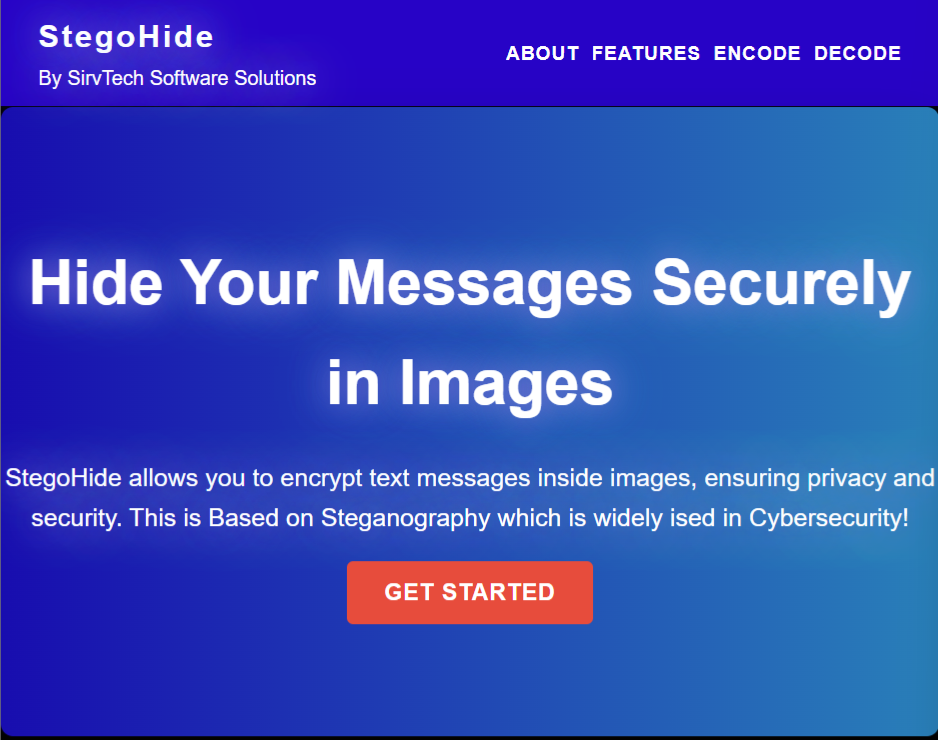 StegoHide
By SirvTech Software Solutions
ABOUT FEATURES ENCODE DECODE
Hide Your Messages Securely
in Images
StegoHide allows you to encrypt text messages inside images, ensuring privacy and
security. This is Based on Steganography which is widely ised in Cybersecurity!
GET STARTED